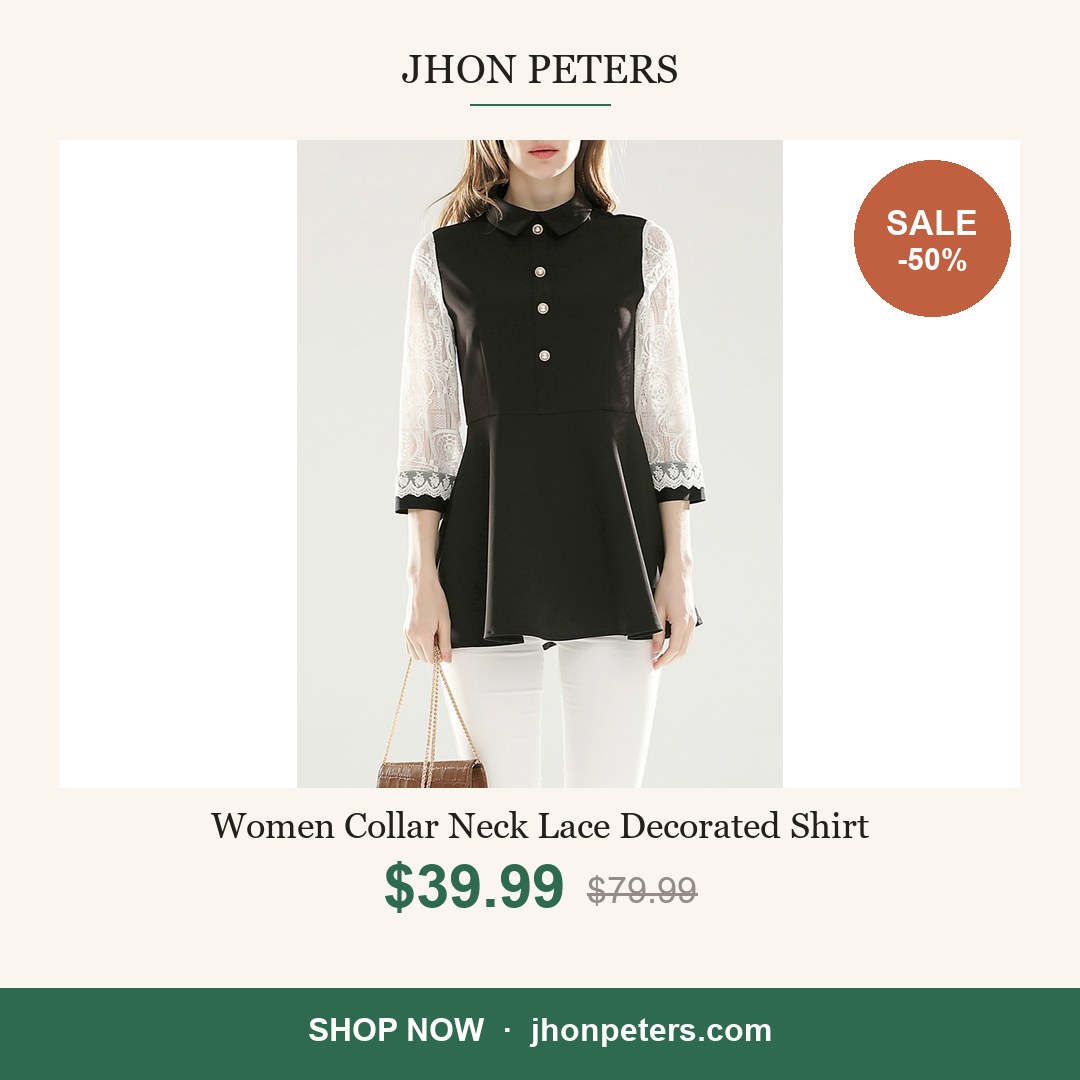 JHON PETERS
SALE
-50%
Women Collar Neck Lace Decorated Shirt
$39.99 $79.99
SHOP NOW · jhonpeters.com